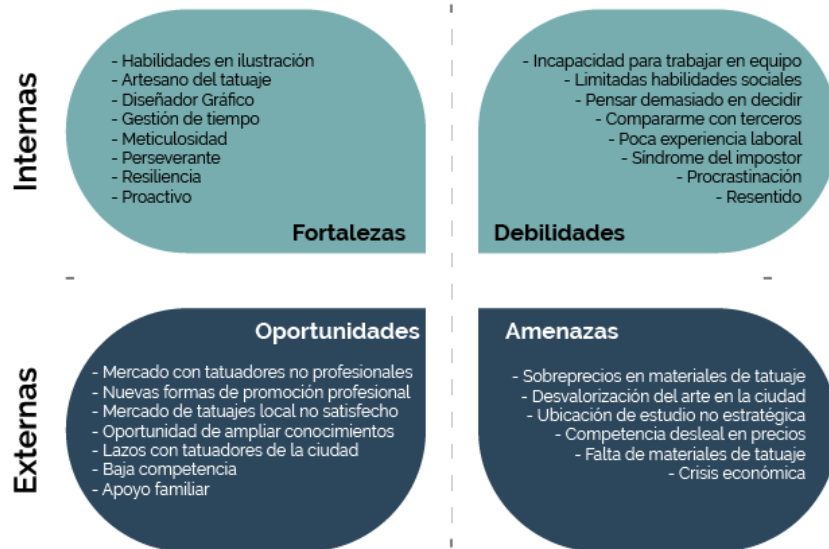 Internas
- Habilidades en ilustración
- Artesano del tatuaje
- Diseñador Gráfico
- Gestión de tiempo
- Meticulosidad
- Perseverante
- Resiliencia
- Proactivo
Fortalezas
- Incapacidad para trabajar en equipo
- Limitadas habilidades sociales
- Pensar demasiado en decidir
- Compararme con terceros
- Poca experiencia laboral
- Síndrome del impostor
- Procrastinación
- Resentido
Debilidades
Externas
Oportunidades
- Mercado con tatuadores no profesionales
- Nuevas formas de promoción profesional
- Mercado de tatuajes local no satisfecho
- Oportunidad de ampliar conocimientos
- Lazos con tatuadores de la ciudad
- Baja competencia
- Apoyo familiar
Amenazas
- Sobreprecios en materiales de tatuaje
- Desvalorización del arte en la ciudad
- Ubicación de estudio no estratégica
- Competencia desleal en precios
- Falta de materiales de tatuaje
- Crisis económica